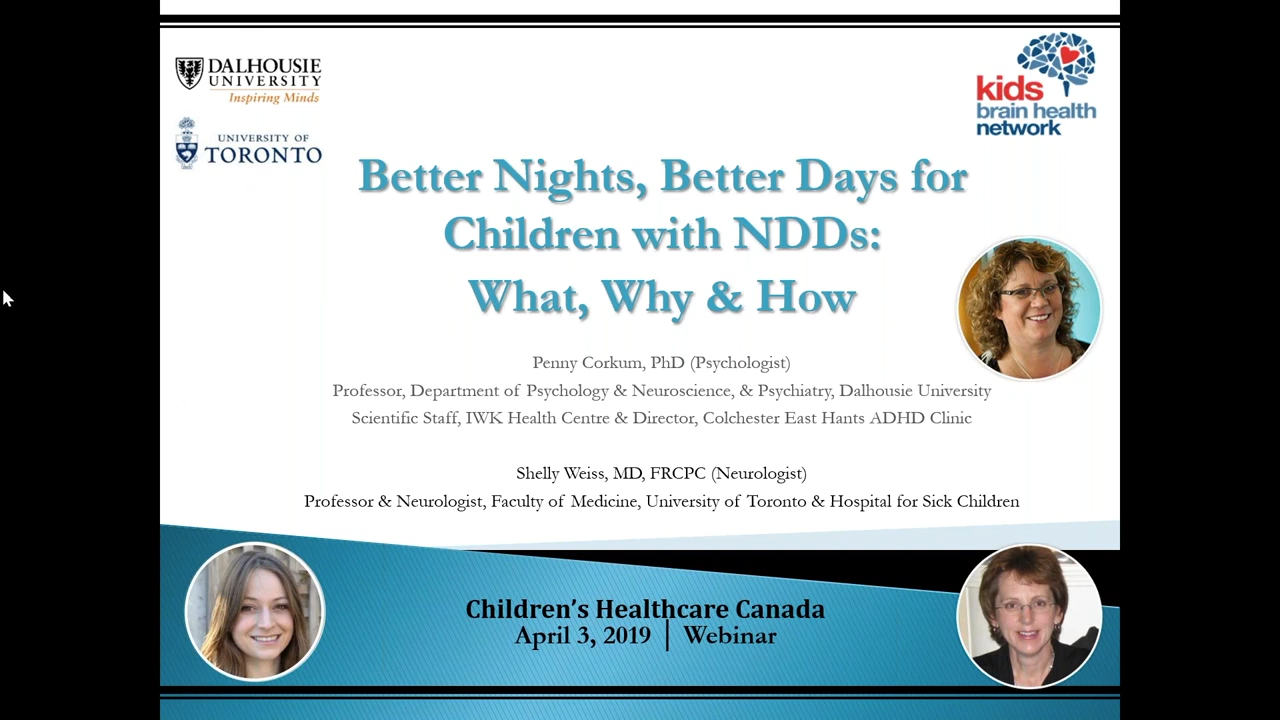 DALHOUSIE
UNIVERSITY
Inspiring Minds
UNIVERSITY OF
TORONTO
kids
brain health
network
Better Nights, Better Days for
Children with NDDs:
What, Why & How
Penny Corkum, PhD (Psychologist)
Professor, Department of Psychology & Neuroscience, & Psychiatry, Dalhousie University
Scientific Staff, IWK Health Centre & Director, Colchester East Hants ADHD Clinic
Shelly Weiss, MD, FRCPC (Neurologist)
Professor & Neurologist, Faculty of Medicine, University of Toronto & Hospital for Sick Children
Children's Healthcare Canada
April 3, 2019 | Webinar